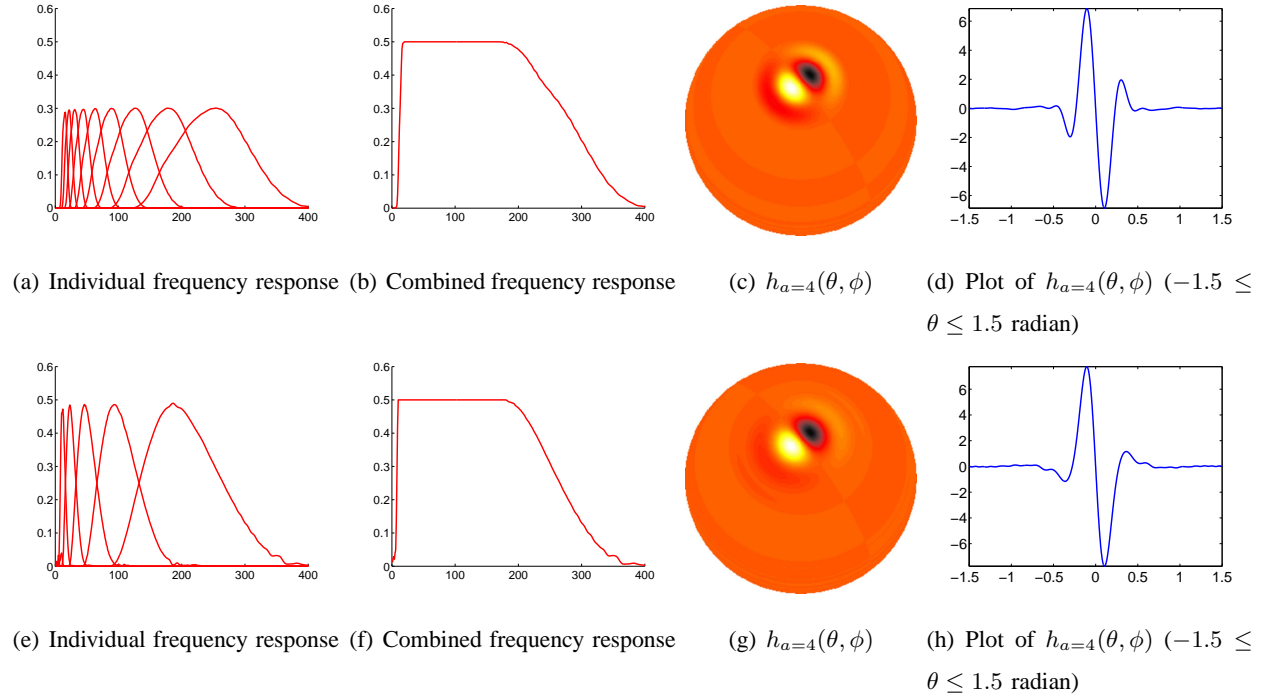 0.6
0.5
0.4
0.3
0.2
0.1
0
0 100 200 300 400
0.6
0.5
0.4
0.3
0.2
0.1
0
0 100 200 300 400
6
4
2
0
−2
−4
−6
−1.5 −1 −0.5 0 0.5 1 1.5
(a) Individual frequency response
(b) Combined frequency response
(c) h_{a=4}(θ, ϕ)
(d) Plot of h_{a=4}(θ, ϕ) (−1.5 ≤
θ ≤ 1.5 radian)
0.6
0.5
0.4
0.3
0.2
0.1
0
0 100 200 300 400
0.6
0.5
0.4
0.3
0.2
0.1
0
0 100 200 300 400
6
4
2
0
−2
−4
−6
−1.5 −1 −0.5 0 0.5 1 1.5
(e) Individual frequency response
(f) Combined frequency response
(g) h_{a=4}(θ, ϕ)
(h) Plot of h_{a=4}(θ, ϕ) (−1.5 ≤
θ ≤ 1.5 radian)